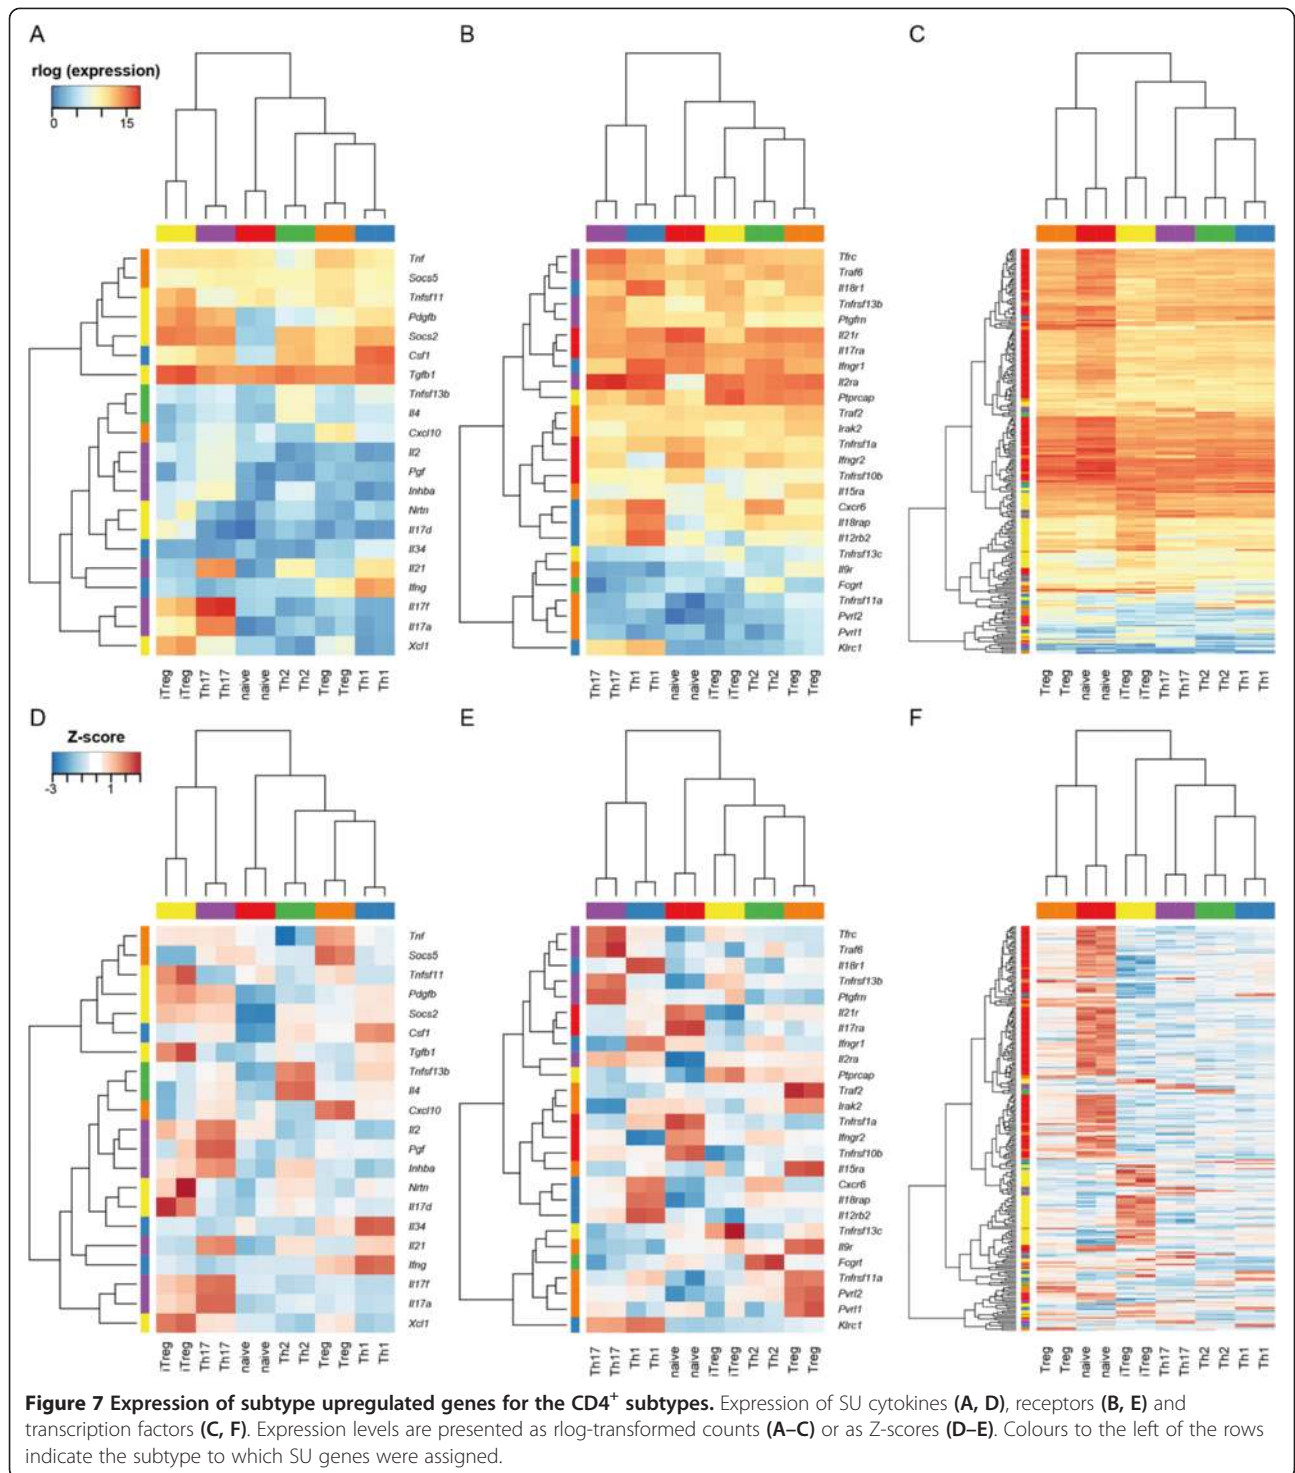 A
rlog (expression)
0 15
Tnf
Socs5
Tnfsf11
Pdgfb
Socs2
Csf1
Tgfb1
Tnfsf13b
Il4
Cxcl10
Il2
Pgf
Inhba
Nrtn
Il17d
Il34
Il21
Ifng
Il17f
Il17a
Xcl1
iTreg iTreg Th17 Th17 naive naive Th2 Th2 Treg Treg Th1 Th1
B
Tfrc
Traf6
Il18r1
Tnfrsf13b
Ptgfrn
Il21r
Il17ra
Ifngr1
Il2ra
Ptprcap
Traf2
Irak2
Tnfrsf1a
Ifngr2
Tnfrsf10b
Il15ra
Cxcr6
Il18rap
Il12rb2
Tnfrsf13c
Il9r
Fcgrt
Tnfrsf11a
Pvrl2
Pvrl1
Klrc1
Th17 Th17 Th1 Th1 naive naive iTreg iTreg Th2 Th2 Treg Treg
C
Treg Treg naive naive iTreg iTreg Th17 Th17 Th2 Th2 Th1 Th1
D
Z-score
-3 1
Tnf
Socs5
Tnfsf11
Pdgfb
Socs2
Csf1
Tgfb1
Tnfsf13b
Il4
Cxcl10
Il2
Pgf
Inhba
Nrtn
Il17d
Il34
Il21
Ifng
Il17f
Il17a
Xcl1
iTreg iTreg Th17 Th17 naive naive Th2 Th2 Treg Treg Th1 Th1
E
Tfrc
Traf6
Il18r1
Tnfrsf13b
Ptgfrn
Il21r
Il17ra
Ifngr1
Il2ra
Ptprcap
Traf2
Irak2
Tnfrsf1a
Ifngr2
Tnfrsf10b
Il15ra
Cxcr6
Il18rap
Il12rb2
Tnfrsf13c
Il9r
Fcgrt
Tnfrsf11a
Pvrl2
Pvrl1
Klrc1
Th17 Th17 Th1 Th1 naive naive iTreg iTreg Th2 Th2 Treg Treg
F
Treg Treg naive naive iTreg iTreg Th17 Th17 Th2 Th2 Th1 Th1
Figure 7 Expression of subtype upregulated genes for the CD4⁺ subtypes. Expression of SU cytokines (A, D), receptors (B, E) and
transcription factors (C, F). Expression levels are presented as rlog-transformed counts (A–C) or as Z-scores (D–E). Colours to the left of the rows
indicate the subtype to which SU genes were assigned.